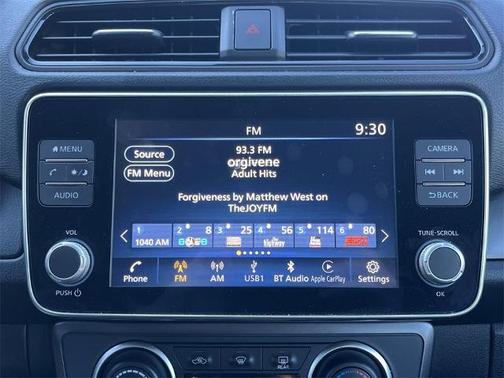 FM
9:30
MENU
CAMERA
Source
93.3 FM
orgivene
Adult Hits
FM Menu
AUDIO
BACK
Forgiveness by Matthew West on
TheJOYFM
VOL
TUNE·SCROLL
1 2 8 3 25 4 56 5 114 6 80
1040 AM
PUSH
OK
Phone FM AM USB1 BT Audio Apple CarPlay Settings
REAR